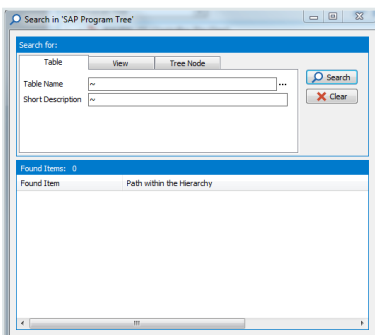 Search in 'SAP Program Tree'
Search for:
Table View Tree Node
Table Name ~ ...
Short Description ~
Search
Clear
Found Items: 0
Found Item Path within the Hierarchy